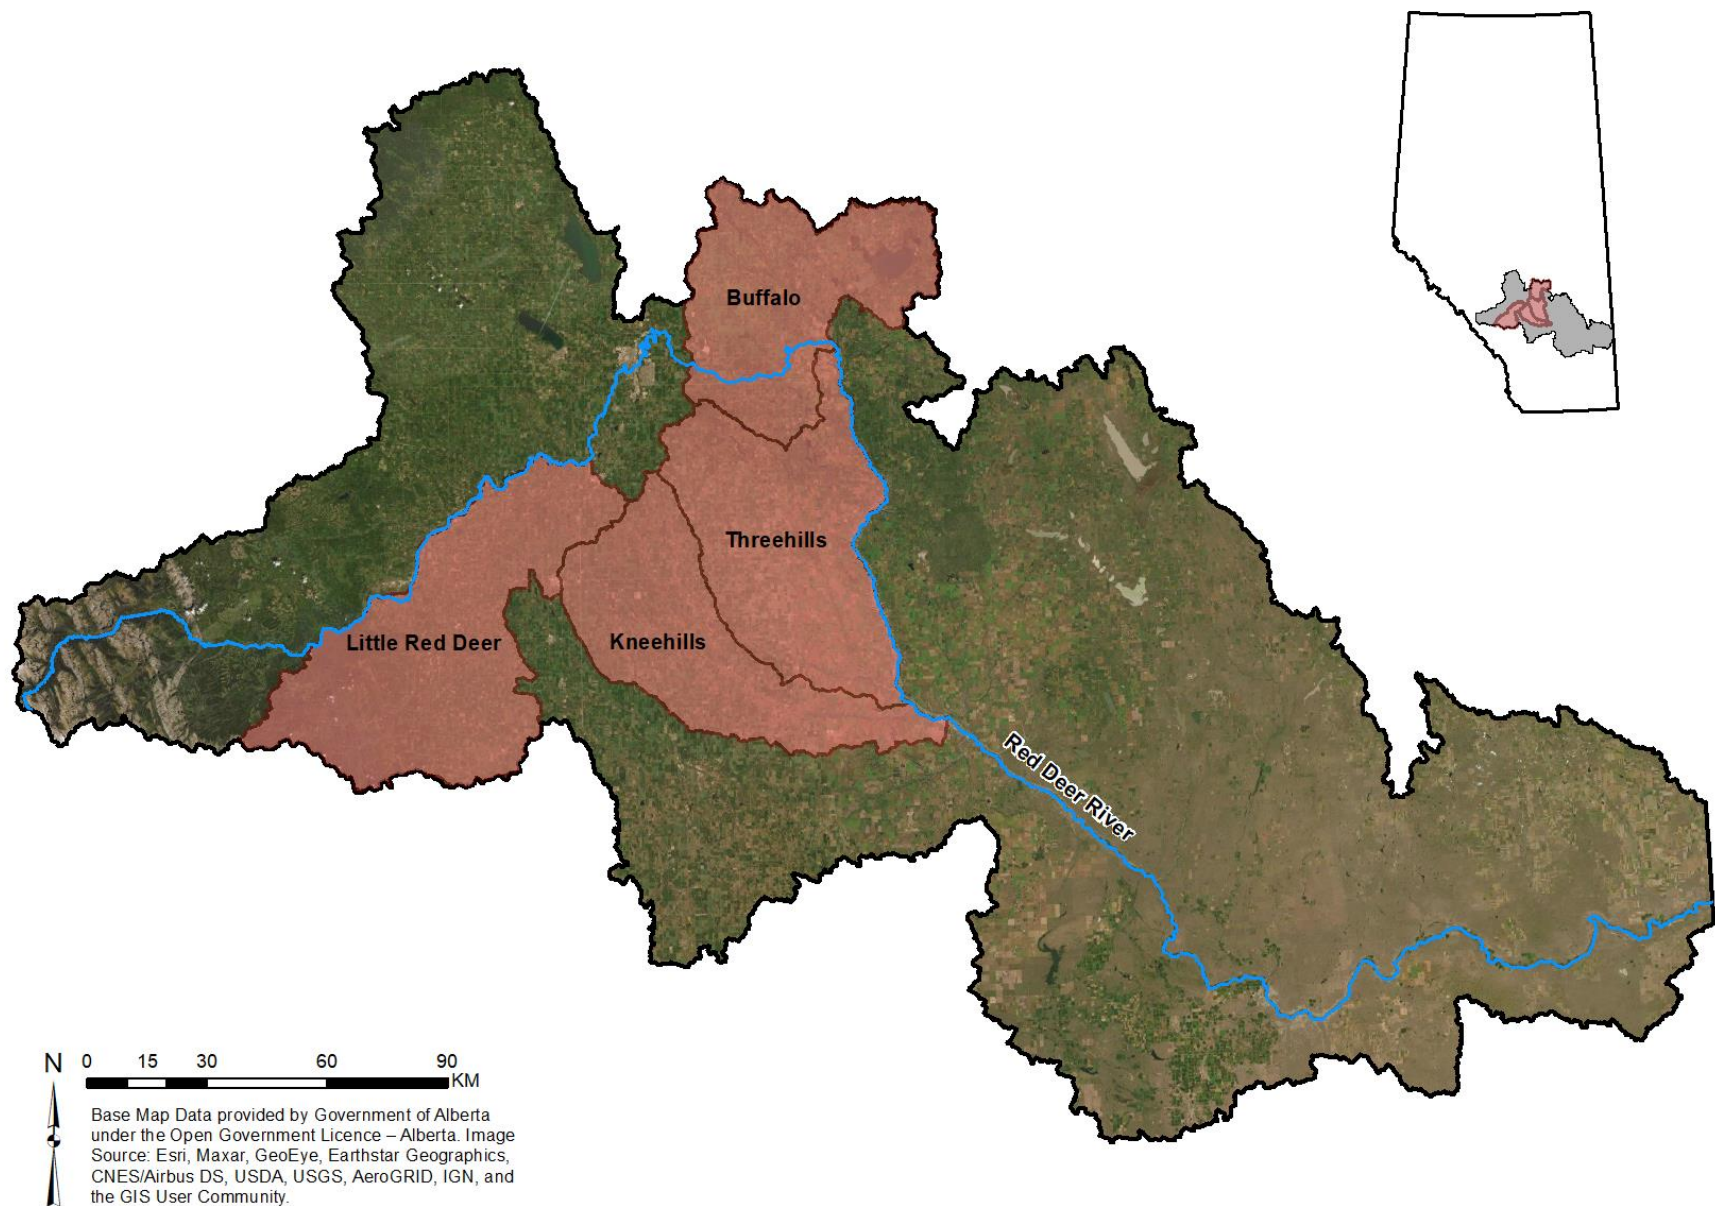 Buffalo
Threehills
Little Red Deer
Kneehills
Red Deer River
N
0 15 30 60 90
KM
Base Map Data provided by Government of Alberta
under the Open Government Licence – Alberta. Image
Source: Esri, Maxar, GeoEye, Earthstar Geographics,
CNES/Airbus DS, USDA, USGS, AeroGRID, IGN, and
the GIS User Community.